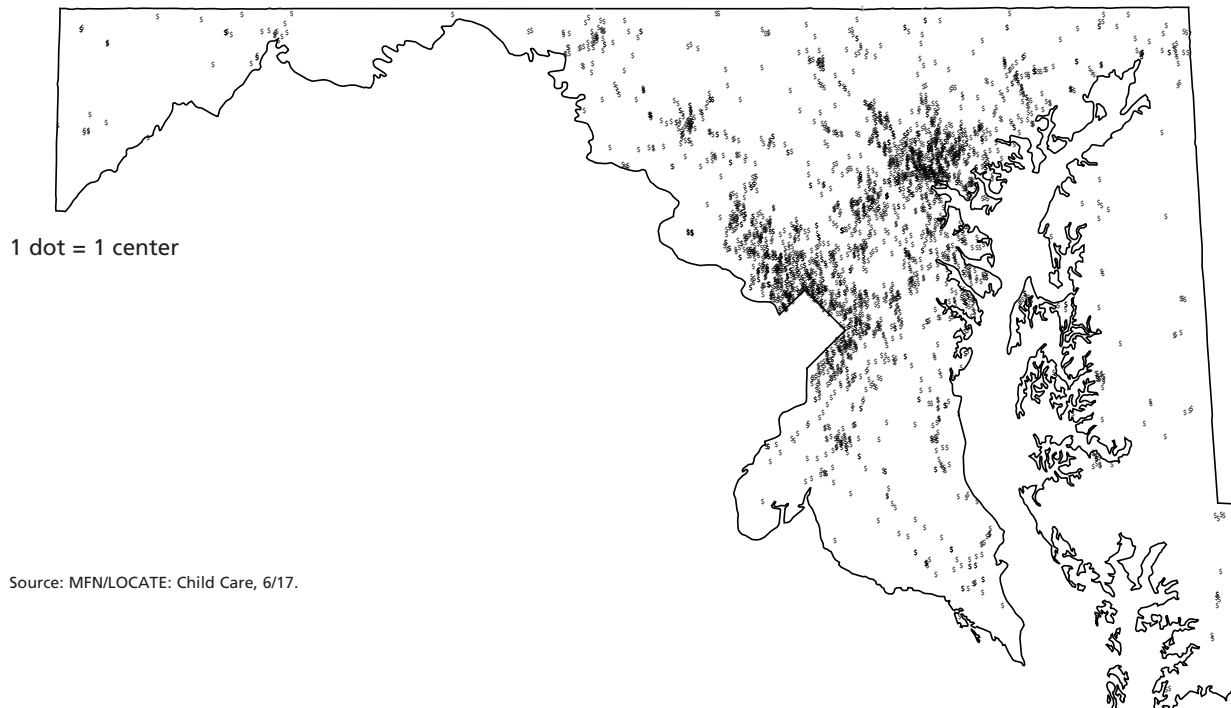 1 dot = 1 center
Source: MFN/LOCATE: Child Care, 6/17.